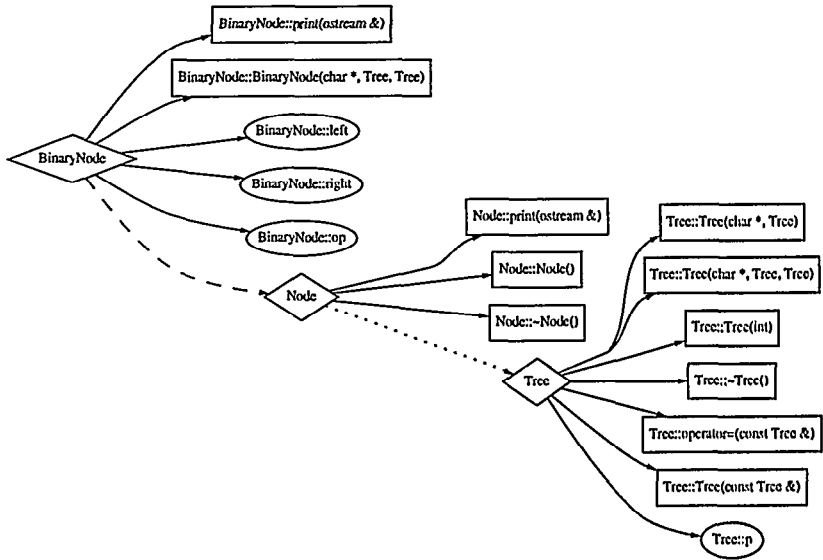 BinaryNode::print(ostream &)
BinaryNode::BinaryNode(char *, Tree, Tree)
BinaryNode::left
BinaryNode
BinaryNode::right
BinaryNode::op
Node::print(ostream &)
Node::Node()
Node
Node::~Node()
Tree::Tree(char *, Tree)
Tree::Tree(char *, Tree, Tree)
Tree::Tree(int)
Tree
Tree::~Tree()
Tree::operator=(const Tree &)
Tree::Tree(const Tree &)
Tree::p